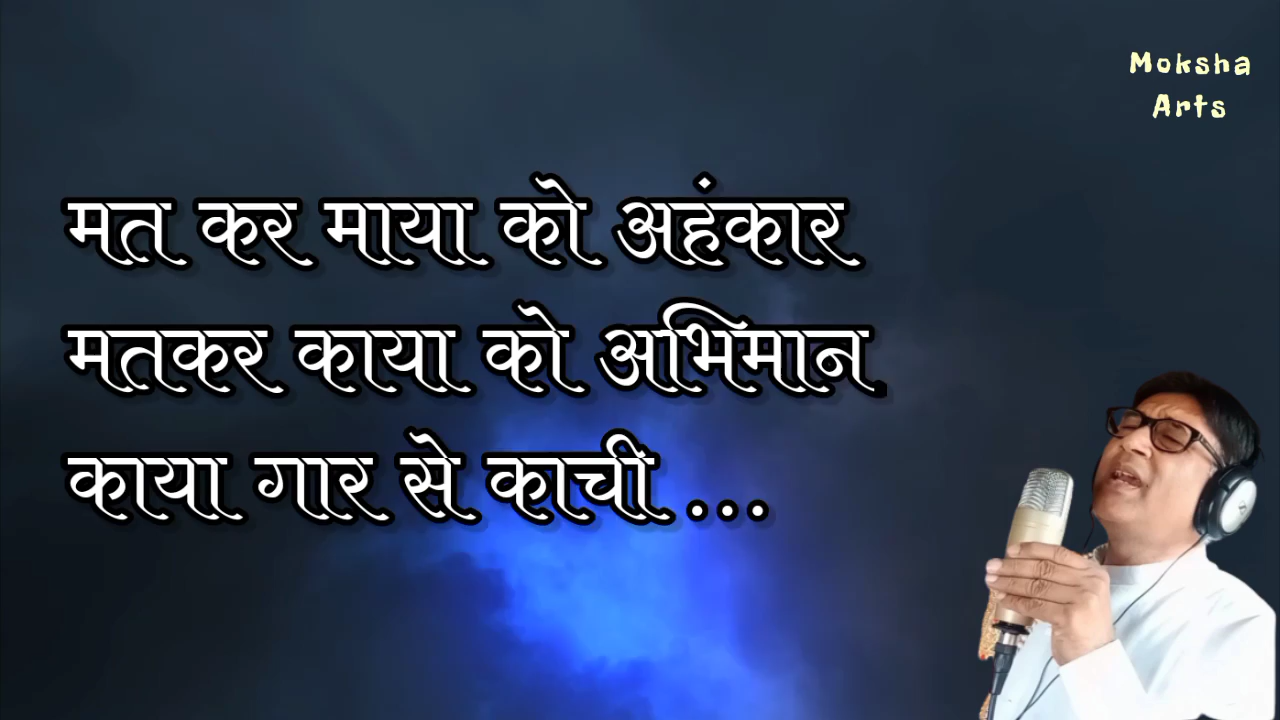 Moksha
Arts
मत कर माया को अहंकार
मतकर काया को अभिमान
काया गार से काची ...